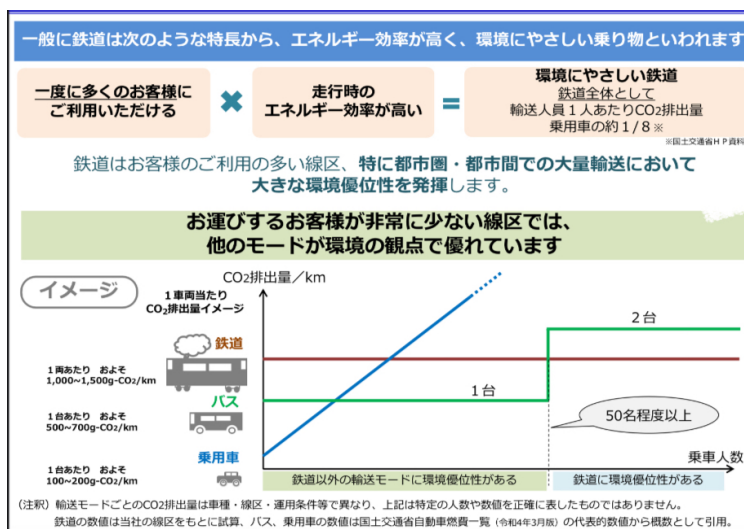 一般に鉄道は次のような特長から、エネルギー効率が高く、環境にやさしい乗り物といわれます
一度に多くのお客様に
ご利用いただける
×
走行時の
エネルギー効率が高い
=
環境にやさしい鉄道
鉄道全体として
輸送人員1人あたりCO2排出量
乗用車の約1/8※
※国土交通省HP資料
鉄道はお客様のご利用の多い線区、特に都市圏・都市間での大量輸送において
大きな環境優位性を発揮します。
お運びするお客様が非常に少ない線区では、
他のモードが環境の観点で優れています
イメージ
1車両当たり
CO2排出量イメージ
CO2排出量/km
鉄道
1両あたり およそ
1,000~1,500g-CO2/km
バス
1台あたり およそ
500~700g-CO2/km
乗用車
1台あたり およそ
100~200g-CO2/km
1台
2台
50名程度以上
乗車人数
鉄道以外の輸送モードに環境優位性がある
鉄道に環境優位性がある
(注釈) 輸送モードごとのCO2排出量は車種・線区・運用条件等で異なり、上記は特定の人数や数値を正確に表したものではありません。
鉄道の数値は当社の線区をもとに試算、バス、乗用車の数値は国土交通省自動車燃費一覧(令和4年3月版)の代表的数値から概数として引用。